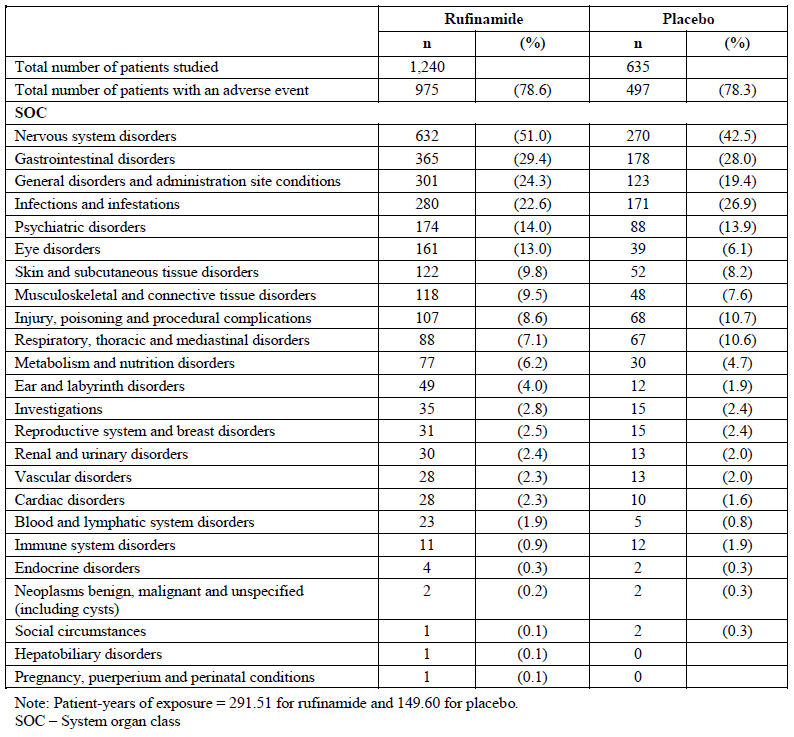 Rufinamide Placebo
n (%) n (%)
Total number of patients studied 1,240 635
Total number of patients with an adverse event 975 (78.6) 497 (78.3)
SOC
Nervous system disorders 632 (51.0) 270 (42.5)
Gastrointestinal disorders 365 (29.4) 178 (28.0)
General disorders and administration site conditions 301 (24.3) 123 (19.4)
Infections and infestations 280 (22.6) 171 (26.9)
Psychiatric disorders 174 (14.0) 88 (13.9)
Eye disorders 161 (13.0) 39 (6.1)
Skin and subcutaneous tissue disorders 122 (9.8) 52 (8.2)
Musculoskeletal and connective tissue disorders 118 (9.5) 48 (7.6)
Injury, poisoning and procedural complications 107 (8.6) 68 (10.7)
Respiratory, thoracic and mediastinal disorders 88 (7.1) 67 (10.6)
Metabolism and nutrition disorders 77 (6.2) 30 (4.7)
Ear and labyrinth disorders 49 (4.0) 12 (1.9)
Investigations 35 (2.8) 15 (2.4)
Reproductive system and breast disorders 31 (2.5) 15 (2.4)
Renal and urinary disorders 30 (2.4) 13 (2.0)
Vascular disorders 28 (2.3) 13 (2.0)
Cardiac disorders 28 (2.3) 10 (1.6)
Blood and lymphatic system disorders 23 (1.9) 5 (0.8)
Immune system disorders 11 (0.9) 12 (1.9)
Endocrine disorders 4 (0.3) 2 (0.3)
Neoplasms benign, malignant and unspecified 2 (0.2) 2 (0.3)
(including cysts)
Social circumstances 1 (0.1) 2 (0.3)
Hepatobiliary disorders 1 (0.1) 0
Pregnancy, puerperium and perinatal conditions 1 (0.1) 0
Note: Patient-years of exposure = 291.51 for rufinamide and 149.60 for placebo.
SOC – System organ class